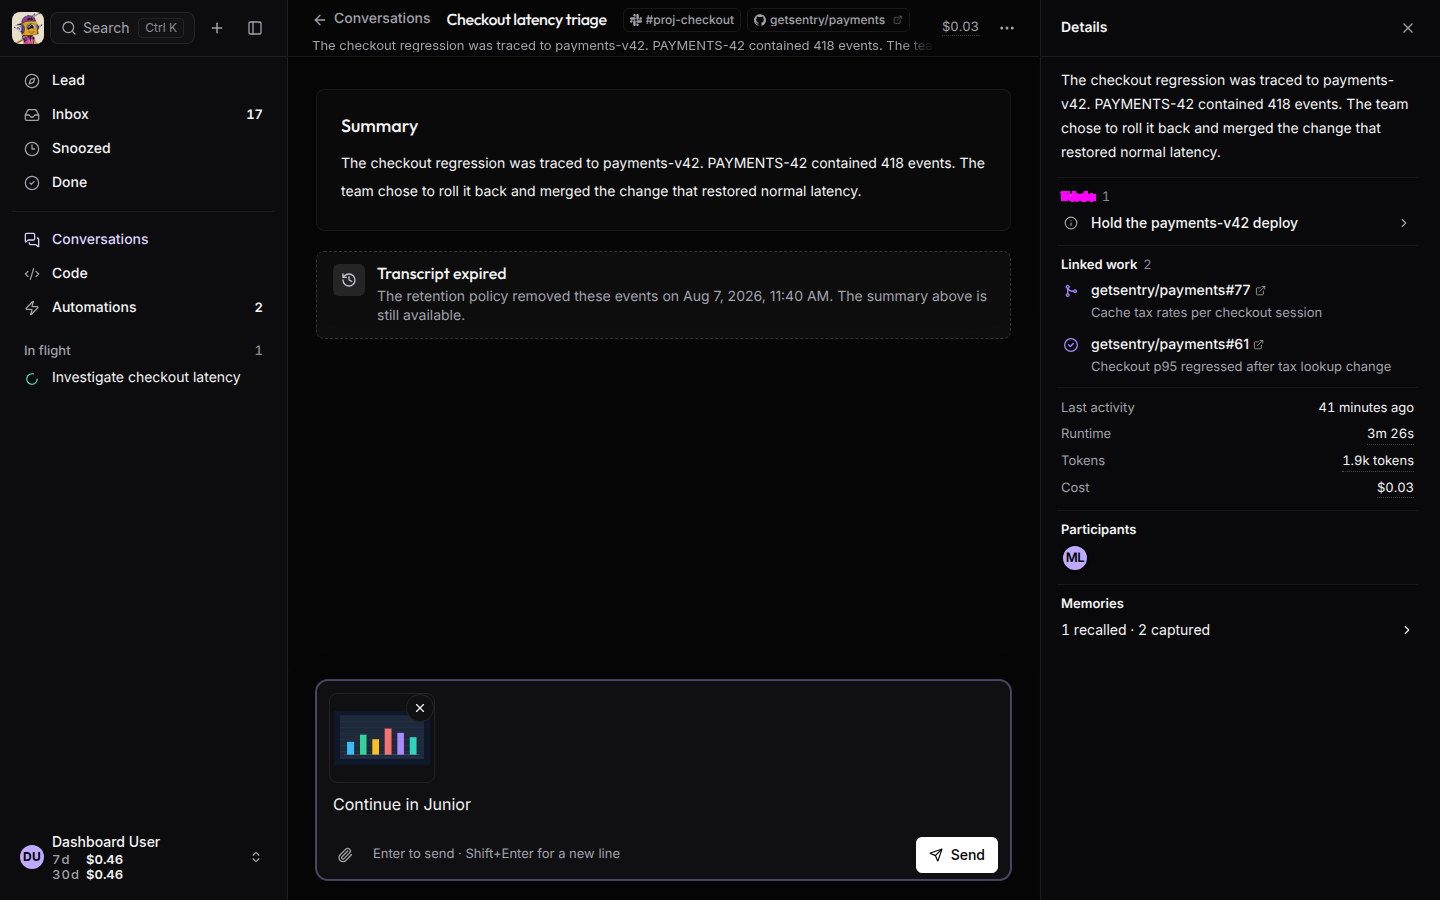 Search Ctrl K
Lead
Inbox 17
Snoozed
Done
Conversations
Code
Automations 2
In flight 1
Investigate checkout latency
DU Dashboard User
7d $0.46
30d $0.46
Conversations Checkout latency triage #proj-checkout getsentry/payments $0.03
The checkout regression was traced to payments-v42. PAYMENTS-42 contained 418 events. The tea
Summary
The checkout regression was traced to payments-v42. PAYMENTS-42 contained 418 events. The
team chose to roll it back and merged the change that restored normal latency.
Transcript expired
The retention policy removed these events on Aug 7, 2026, 11:40 AM. The summary above is
still available.
Continue in Junior
Enter to send · Shift+Enter for a new line Send
Details
The checkout regression was traced to payments-
v42. PAYMENTS-42 contained 418 events. The team
chose to roll it back and merged the change that
restored normal latency.
1
Hold the payments-v42 deploy
Linked work 2
getsentry/payments#77
Cache tax rates per checkout session
getsentry/payments#61
Checkout p95 regressed after tax lookup change
Last activity 41 minutes ago
Runtime 3m 26s
Tokens 1.9k tokens
Cost $0.03
Participants
ML
Memories
1 recalled · 2 captured